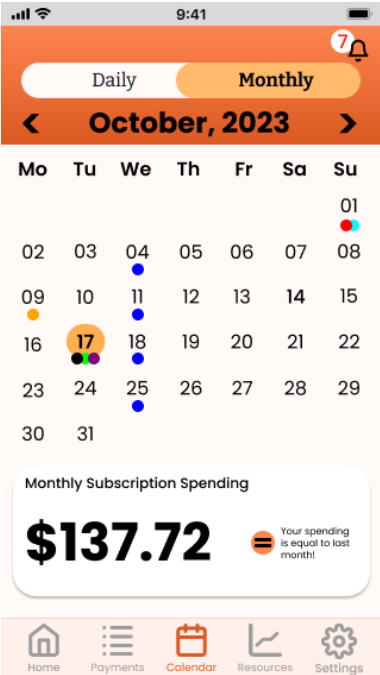 9:41
7
Daily Monthly
October, 2023
Mo Tu We Th Fr Sa Su
01
02 03 04 05 06 07 08
09 10 11 12 13 14 15
16 17 18 19 20 21 22
23 24 25 26 27 28 29
30 31
Monthly Subscription Spending
$137.72
Your spending
is equal to last
month!
Home Payments Calendar Resources Settings